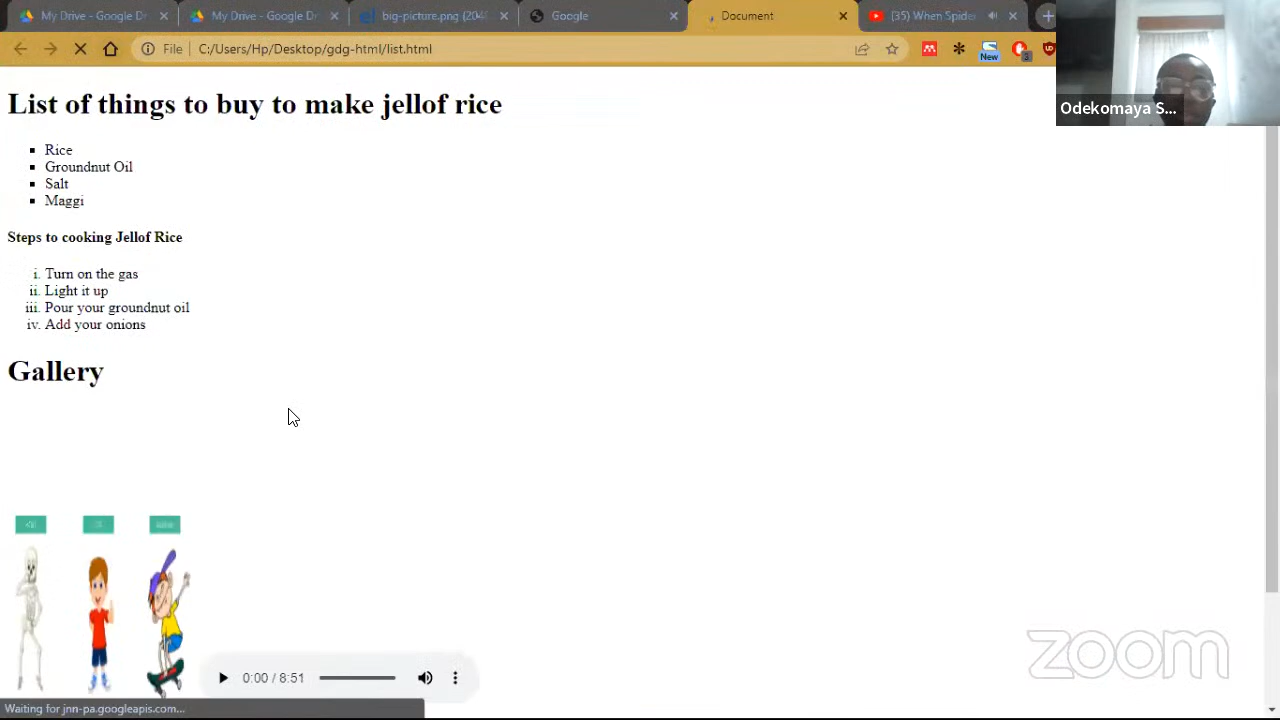 My Drive - Google Dr
My Drive - Google Dr
big-picture.png (204
Google
Document
(35) When Spide
File
C:/Users/Hp/Desktop/gdg-html/list.html
New
3
Odekomaya S...
List of things to buy to make jellof rice
Rice
Groundnut Oil
Salt
Maggi
Steps to cooking Jellof Rice
i. Turn on the gas
ii. Light it up
iii. Pour your groundnut oil
iv. Add your onions
Gallery
0:00 / 8:51
zoom
Waiting for jnn-pa.googleapis.com...